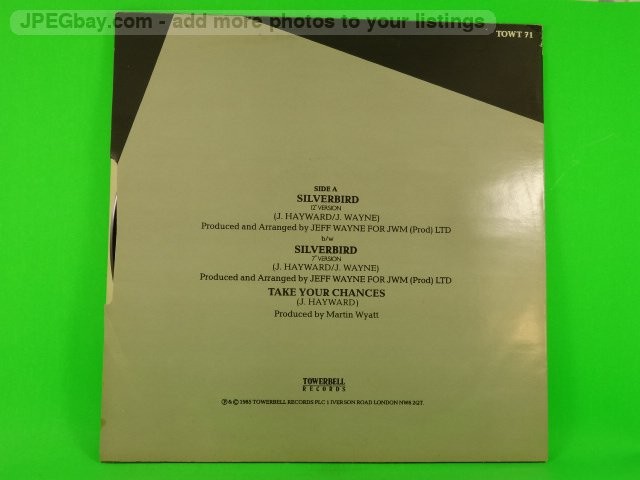 JPEGbay.com - add more photos to your listings
TOWT 71
SIDE A
SILVERBIRD
12" VERSION
(J. HAYWARD/J. WAYNE)
Produced and Arranged by JEFF WAYNE FOR JWM (Prod) LTD
b/w
SILVERBIRD
7" VERSION
(J. HAYWARD/J. WAYNE)
Produced and Arranged by JEFF WAYNE FOR JWM (Prod) LTD
TAKE YOUR CHANCES
(J. HAYWARD)
Produced by Martin Wyatt
TOWERBELL
RECORDS
℗ & © 1985 TOWERBELL RECORDS PLC 1 IVERSON ROAD LONDON NW6 2QT.